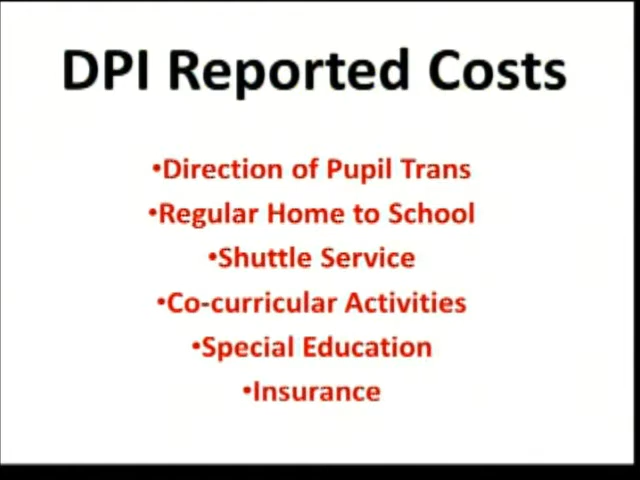 DPI Reported Costs
•Direction of Pupil Trans
•Regular Home to School
•Shuttle Service
•Co-curricular Activities
•Special Education
•Insurance